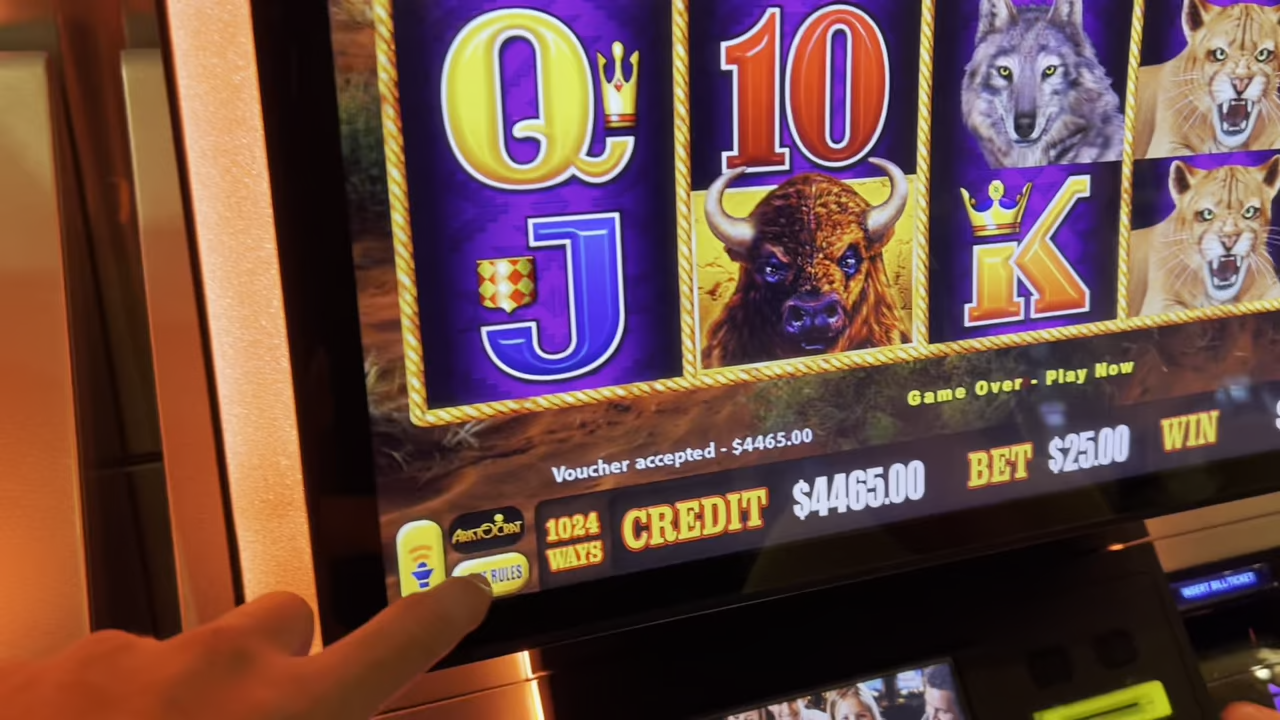 Q 10
J K
Game Over - Play Now
Voucher accepted - $4465.00
ARISTOCRAT
RULES
1024 WAYS
CREDIT $4465.00 BET $25.00 WIN
INSERT BILL/TICKET